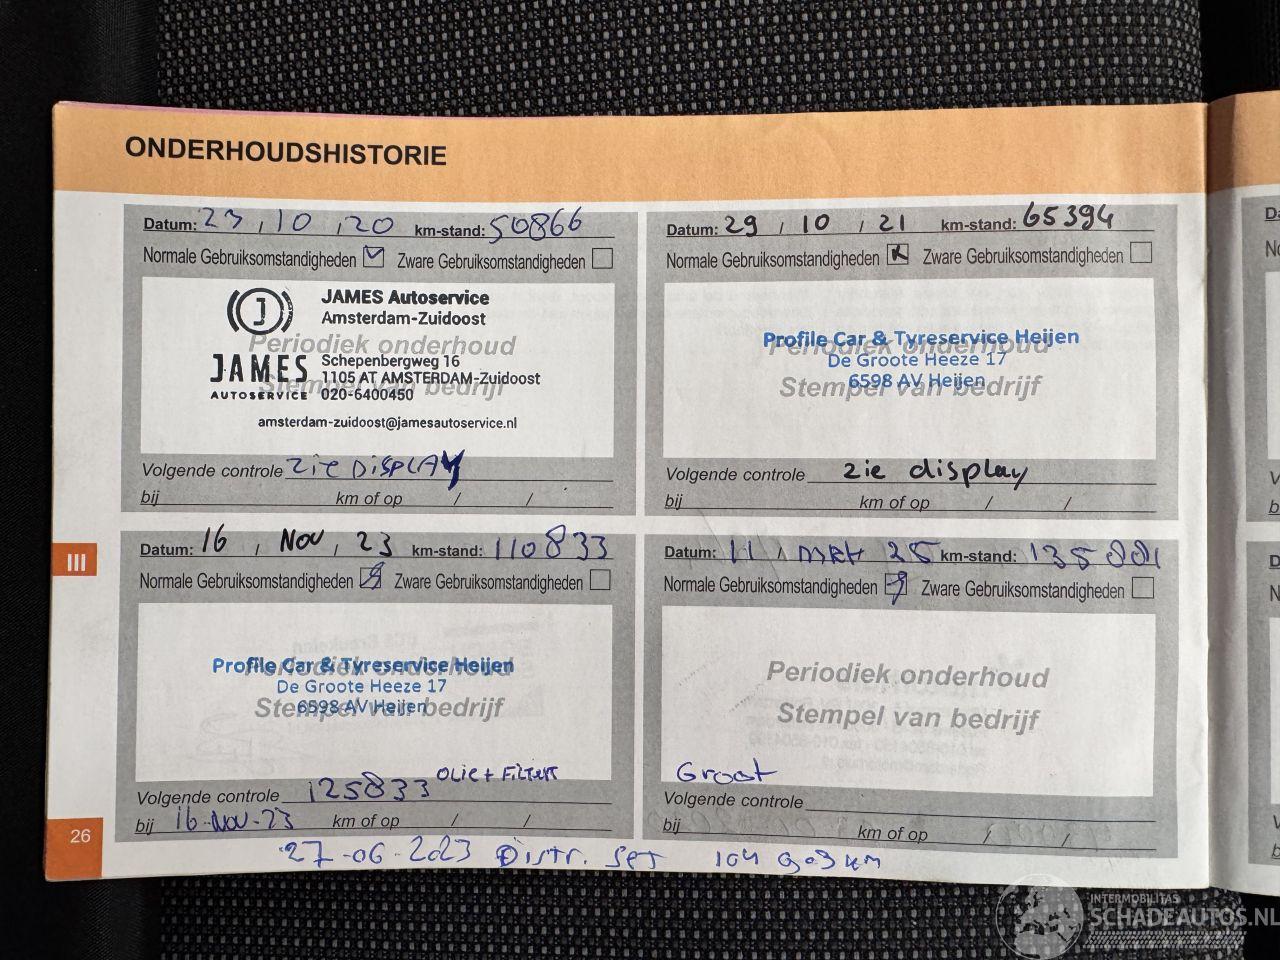 ONDERHOUDSHISTORIE
Datum: 23 , 10 , 20 km-stand: 50866
Normale Gebruiksomstandigheden Zware Gebruiksomstandigheden
JAMES Autoservice
Amsterdam-Zuidoost
Periodiek onderhoud
JAMES
AUTOSERVICE
Schepenbergweg 16
1105 AT AMSTERDAM-Zuidoost
Stempel van bedrijf
020-6400450
amsterdam-zuidoost@jamesautoservice.nl
Volgende controle ZIE DISPLAY
bij km of op / /
Datum: 29 / 10 / 21 km-stand: 65394
Normale Gebruiksomstandigheden Zware Gebruiksomstandigheden
Profile Car & Tyreservice Heijen
Periodiek onderhoud
De Groote Heeze 17
6598 AV Heijen
Stempel van bedrijf
Volgende controle zie display
bij km of op / /
III
Datum: 16 , Nov , 23 km-stand: 110833
Normale Gebruiksomstandigheden Zware Gebruiksomstandigheden
Profile Car & Tyreservice Heijen
Periodiek onderhoud
De Groote Heeze 17
6598 AV Heijen
Stempel van bedrijf
OLIE + FILTERS
Volgende controle 125833
bij 16-NOV-23 km of op / /
Datum: 11 / MRT 25 km-stand:
Normale Gebruiksomstandigheden Zware Gebruiksomstandigheden
Periodiek onderhoud
Stempel van bedrijf
Groot
Volgende controle
bij km of op / /
26
27-06-2023 Distr. set 104 903 km
INTERMOBILITAS
SCHADEAUTOS.NL